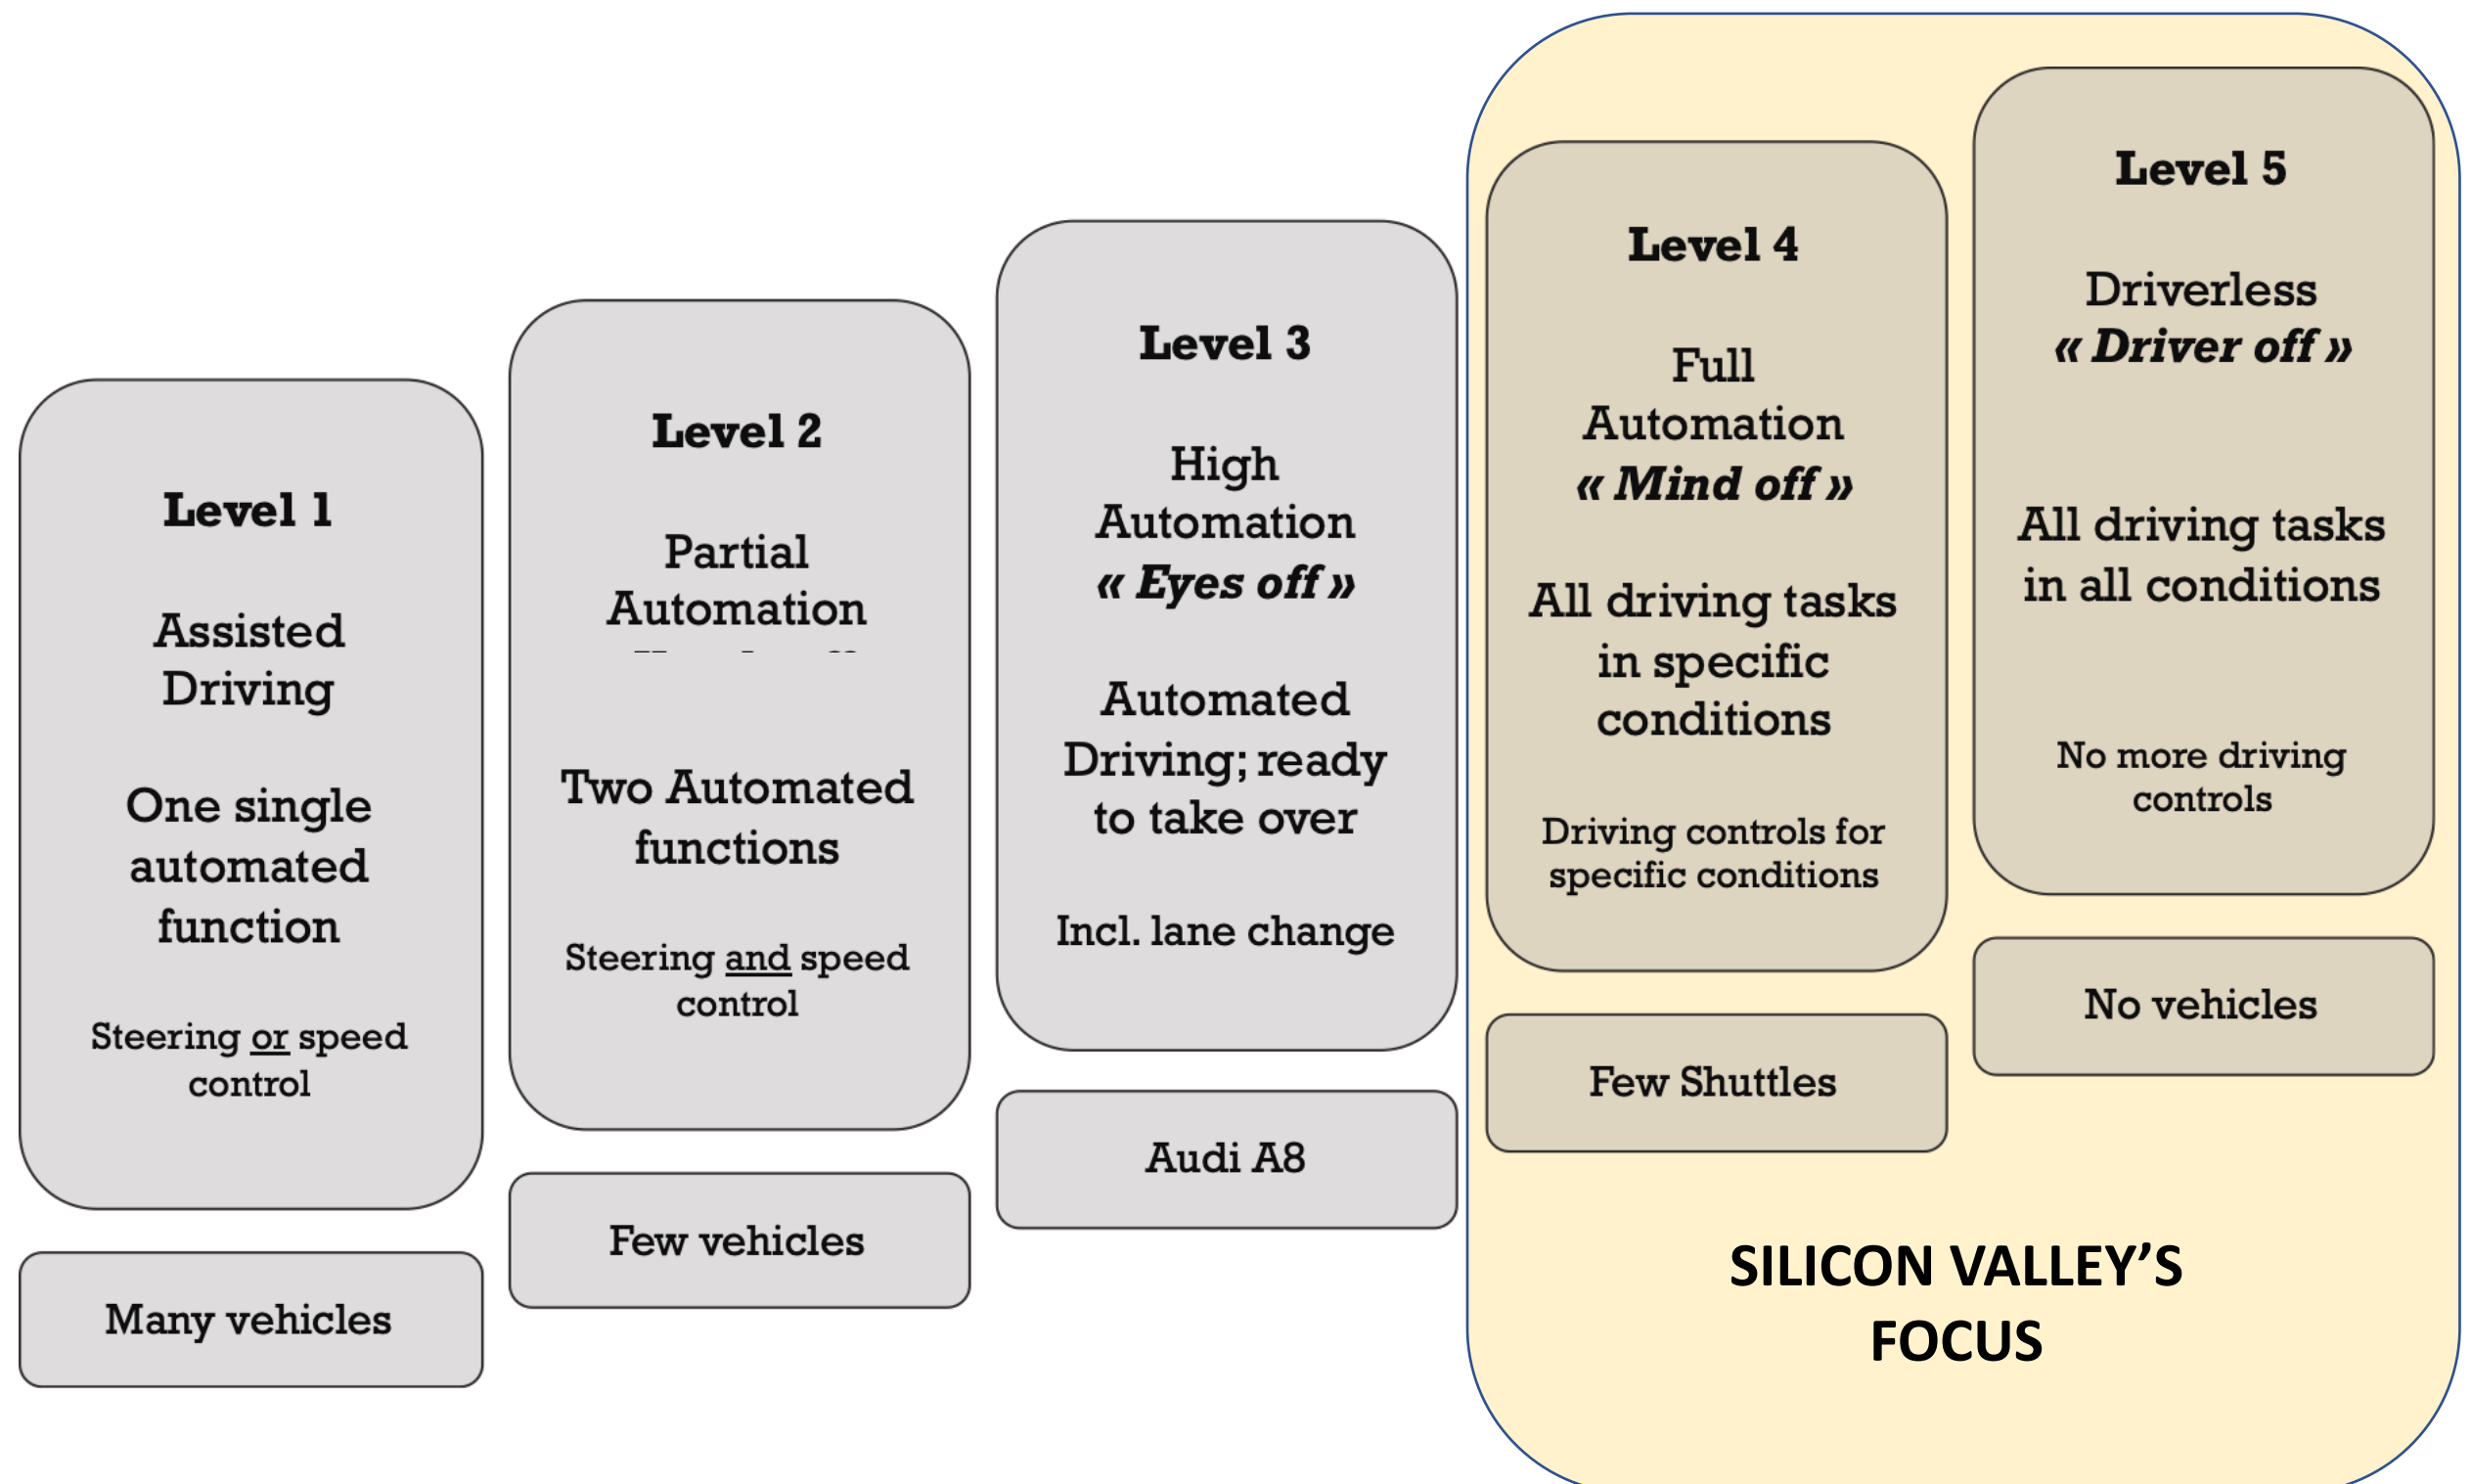 Level 1
Assisted
Driving
One single
automated
function
Steering or speed
control
Many vehicles
Level 2
Partial
Automation
Two Automated
functions
Steering and speed
control
Few vehicles
Level 3
High
Automation
« Eyes off »
Automated
Driving; ready
to take over
Incl. lane change
Audi A8
Level 4
Full
Automation
« Mind off »
All driving tasks
in specific
conditions
Driving controls for
specific conditions
Few Shuttles
Level 5
Driverless
« Driver off »
All driving tasks
in all conditions
No more driving
controls
No vehicles
SILICON VALLEY’S
FOCUS